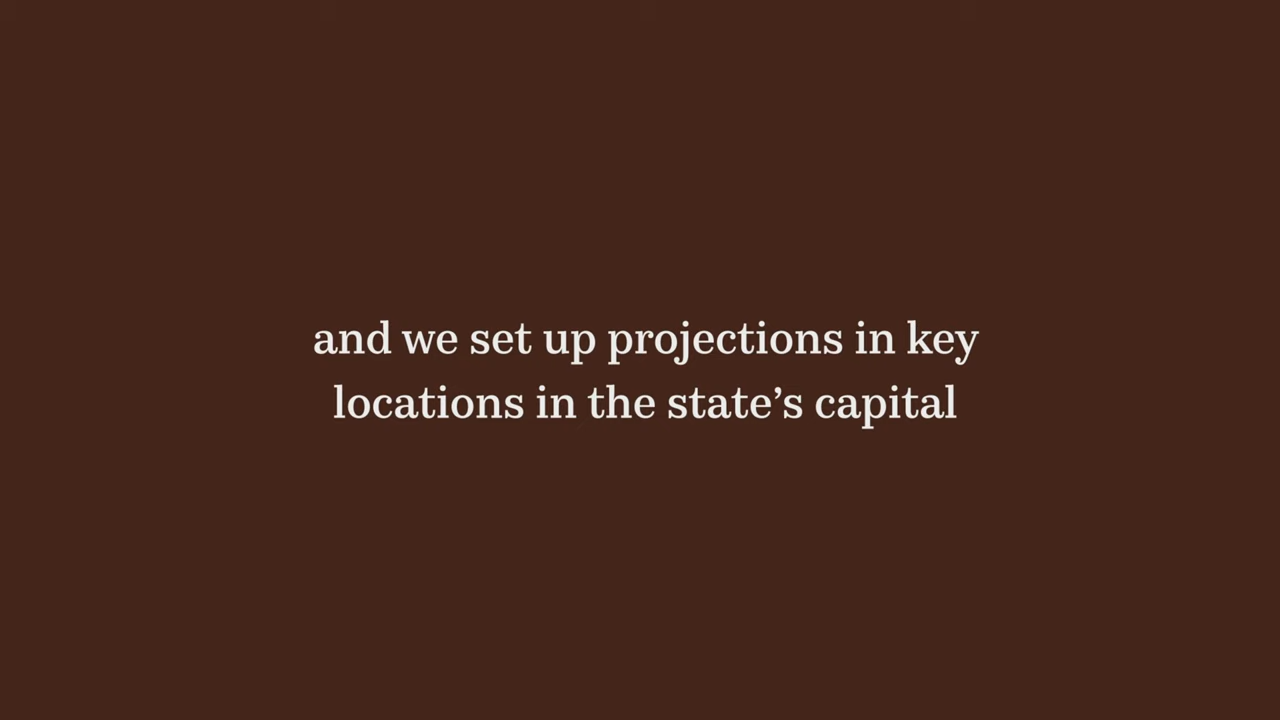 and we set up projections in key
locations in the state’s capital